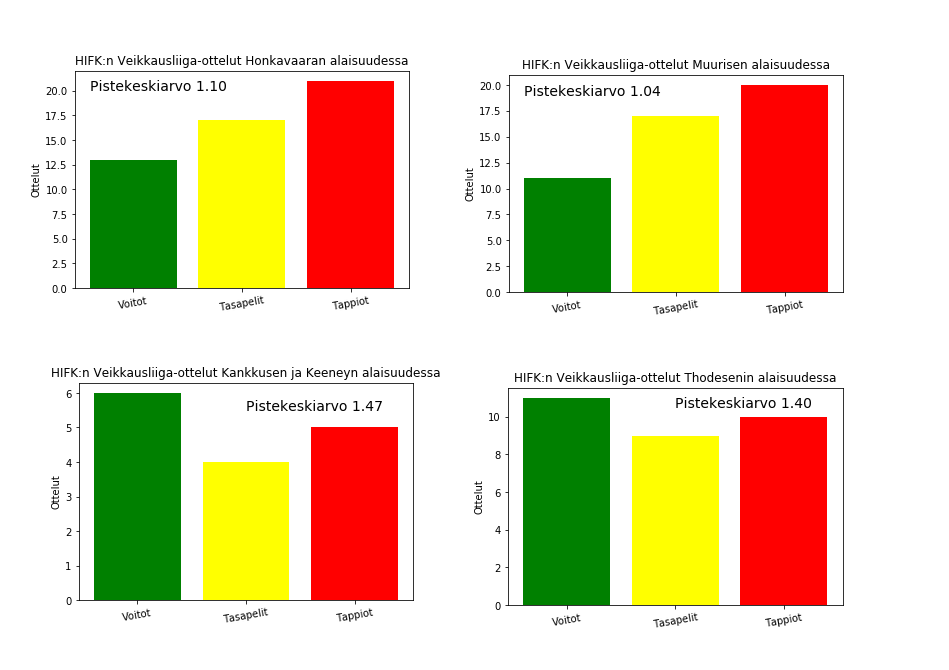 HIFK:n Veikkausliiga-ottelut Honkavaaran alaisuudessa
Pistekeskiarvo 1.10
20.0
17.5
15.0
12.5
10.0
7.5
5.0
2.5
0.0
Ottelut
Voitot
Tasapelit
Tappiot
HIFK:n Veikkausliiga-ottelut Muurisen alaisuudessa
Pistekeskiarvo 1.04
20.0
17.5
15.0
12.5
10.0
7.5
5.0
2.5
0.0
Ottelut
Voitot
Tasapelit
Tappiot
HIFK:n Veikkausliiga-ottelut Kankkusen ja Keeneyn alaisuudessa
Pistekeskiarvo 1.47
6
5
4
3
2
1
0
Ottelut
Voitot
Tasapelit
Tappiot
HIFK:n Veikkausliiga-ottelut Thodesenin alaisuudessa
Pistekeskiarvo 1.40
10
8
6
4
2
0
Ottelut
Voitot
Tasapelit
Tappiot